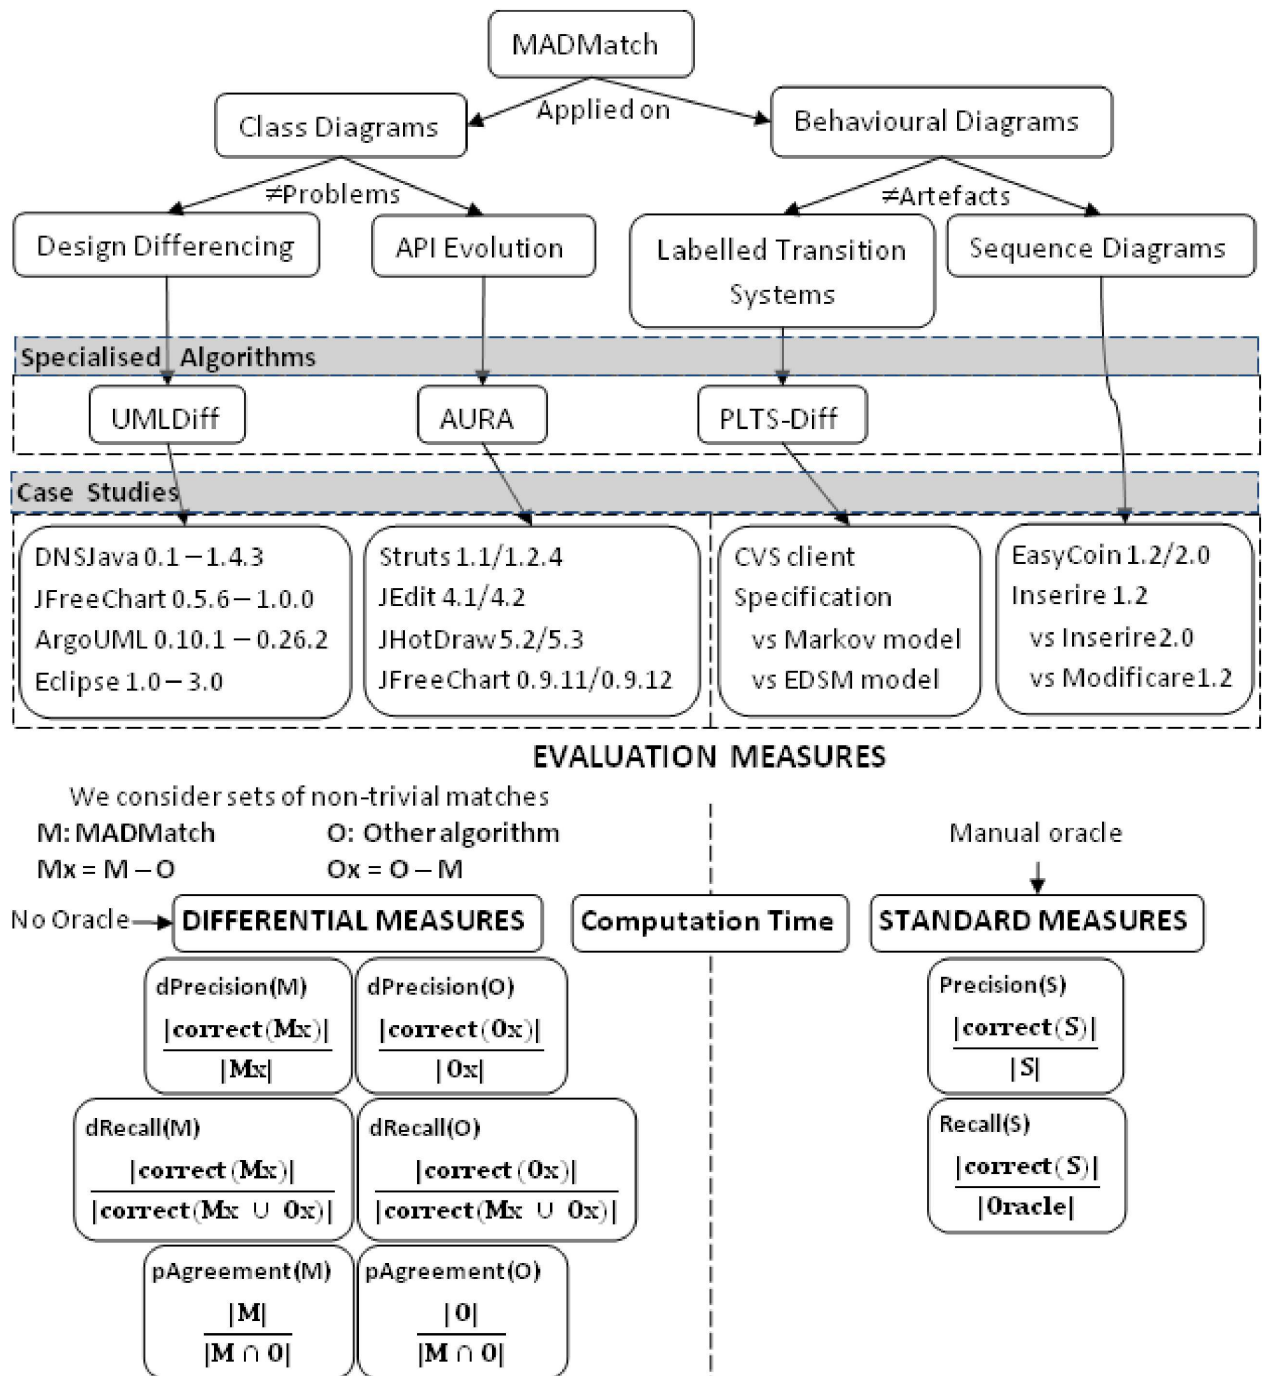 MADMatch
Applied on
Class Diagrams
Behavioural Diagrams
≠Problems
≠Artefacts
Design Differencing
API Evolution
Labelled Transition
Systems
Sequence Diagrams
Specialised Algorithms
UMLDiff
AURA
PLTS-Diff
Case Studies
DNSJava 0.1 – 1.4.3
JFreeChart 0.5.6 – 1.0.0
ArgoUML 0.10.1 – 0.26.2
Eclipse 1.0 – 3.0
Struts 1.1/1.2.4
JEdit 4.1/4.2
JHotDraw 5.2/5.3
JFreeChart 0.9.11/0.9.12
CVS client
Specification
vs Markov model
vs EDSM model
EasyCoin 1.2/2.0
Inserire 1.2
vs Inserire2.0
vs Modificare1.2
EVALUATION MEASURES
We consider sets of non-trivial matches
M: MADMatch
O: Other algorithm
Mx = M – O
Ox = O – M
Manual oracle
No Oracle
DIFFERENTIAL MEASURES
Computation Time
STANDARD MEASURES
dPrecision(M)
|correct(Mx)|
|Mx|
dPrecision(O)
|correct(Ox)|
|Ox|
Precision(S)
|correct(S)|
|S|
dRecall(M)
|correct(Mx)|
|correct(Mx ∪ Ox)|
dRecall(O)
|correct(Ox)|
|correct(Mx ∪ Ox)|
Recall(S)
|correct(S)|
|Oracle|
pAgreement(M)
|M|
|M ∩ O|
pAgreement(O)
|O|
|M ∩ O|